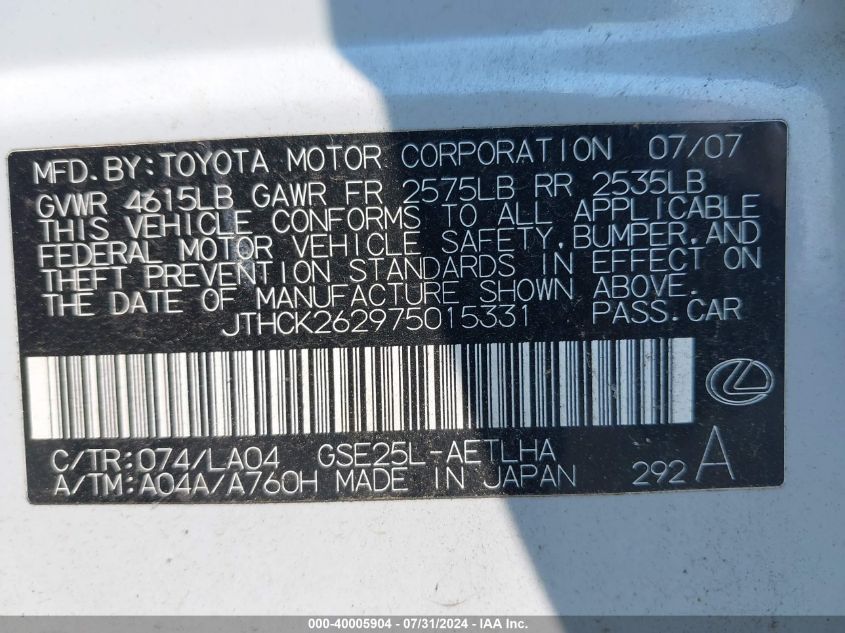 MFD. BY: TOYOTA MOTOR CORPORATION 07/07
GVWR 4615LB GAWR FR 2575LB RR 2535LB
THIS VEHICLE CONFORMS TO ALL APPLICABLE
FEDERAL MOTOR VEHICLE SAFETY, BUMPER, AND
THEFT PREVENTION STANDARDS IN EFFECT ON
THE DATE OF MANUFACTURE SHOWN ABOVE.
JTHCK262975015331 PASS. CAR
C/TR: 074/LA04 GSE25L-AETLHA
A/TM: A04A/A760H MADE IN JAPAN 292 A
000-40005904 - 07/31/2024 - IAA Inc.